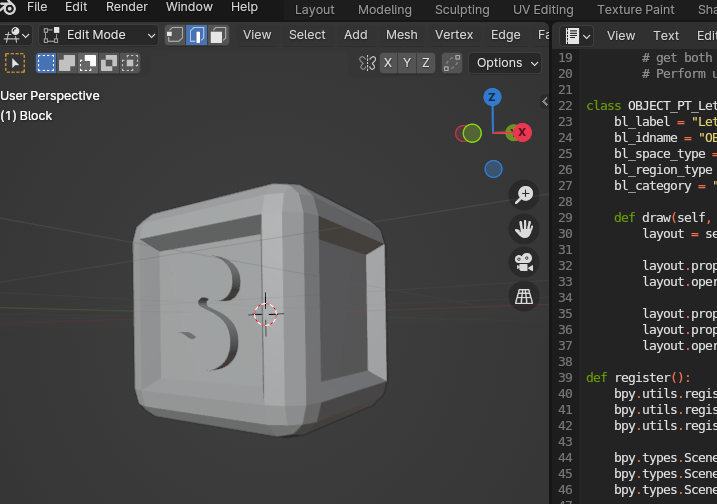 File Edit Render Window Help Layout Modeling Sculpting UV Editing Texture Paint
Edit Mode View Select Add Mesh Vertex Edge View Text
X Y Z Options
User Perspective
(1) Block
Z
X
3
19 # get both
20 # Perform
21
22 class OBJECT_PT_Let
23 bl_label = "Let
24 bl_idname = "OB
25 bl_space_type =
26 bl_region_type
27 bl_category = "
28
29 def draw(self,
30 layout = se
31
32 layout.prop
33 layout.oper
34
35 layout.prop
36 layout.prop
37 layout.oper
38
39 def register():
40 bpy.utils.regis
41 bpy.utils.regis
42 bpy.utils.regis
43
44 bpy.types.Scene
45 bpy.types.Scene
46 bpy.types.Scene